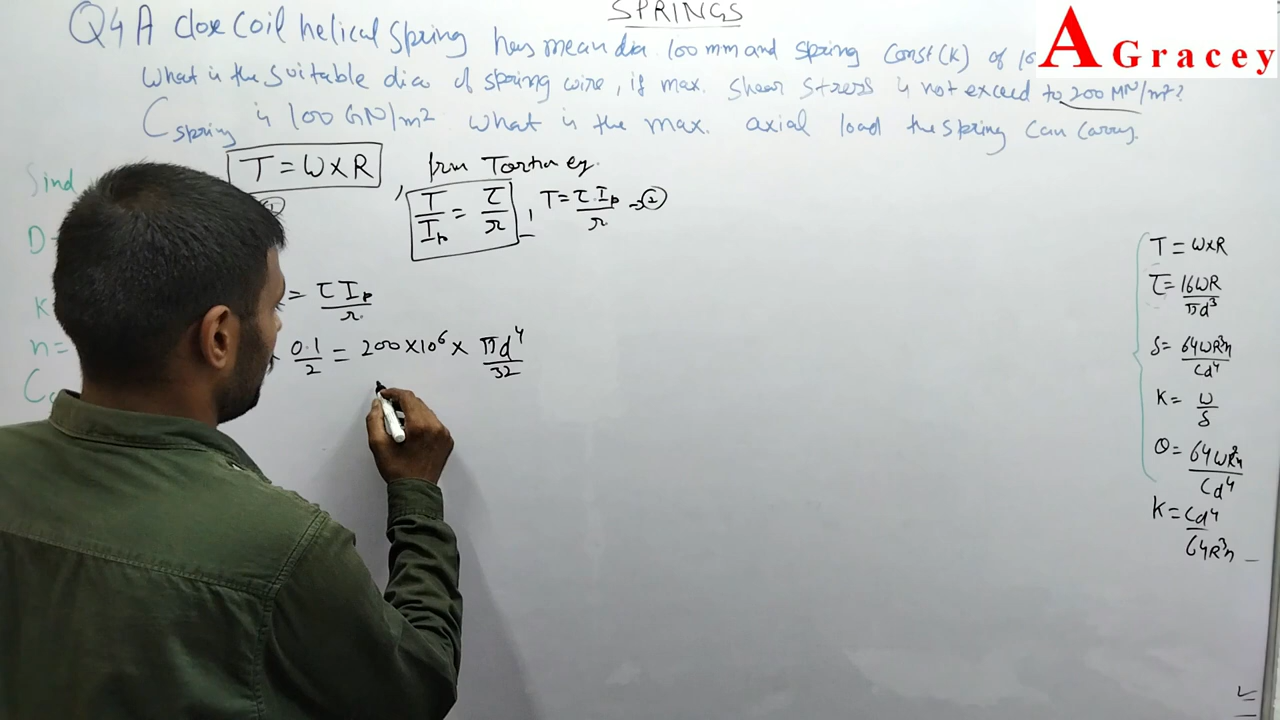 SPRINGS
Q4 A close coil helical Spring has mean dia. 100 mm and spring const(K) of 10
What is the suitable dia of spring wire, if max. shear stress is not exceed to 200 MN/m²?
C spring is 100 GN/m² what is the max. axial load the spring can carry.
A Gracey
T = W×R , from Tortion eq.
T/Ip = τ/r , T = τ.Ip/r → ②
D
K
n =
C
= τ Ip/r
× 0.1/2 = 200×10⁶ × πd⁴/32
T = W×R
τ = 16WR/πd³
δ = 64WR³n/Cd⁴
K = W/δ
θ = 64WR²n/Cd⁴
K = Cd⁴/64R³n